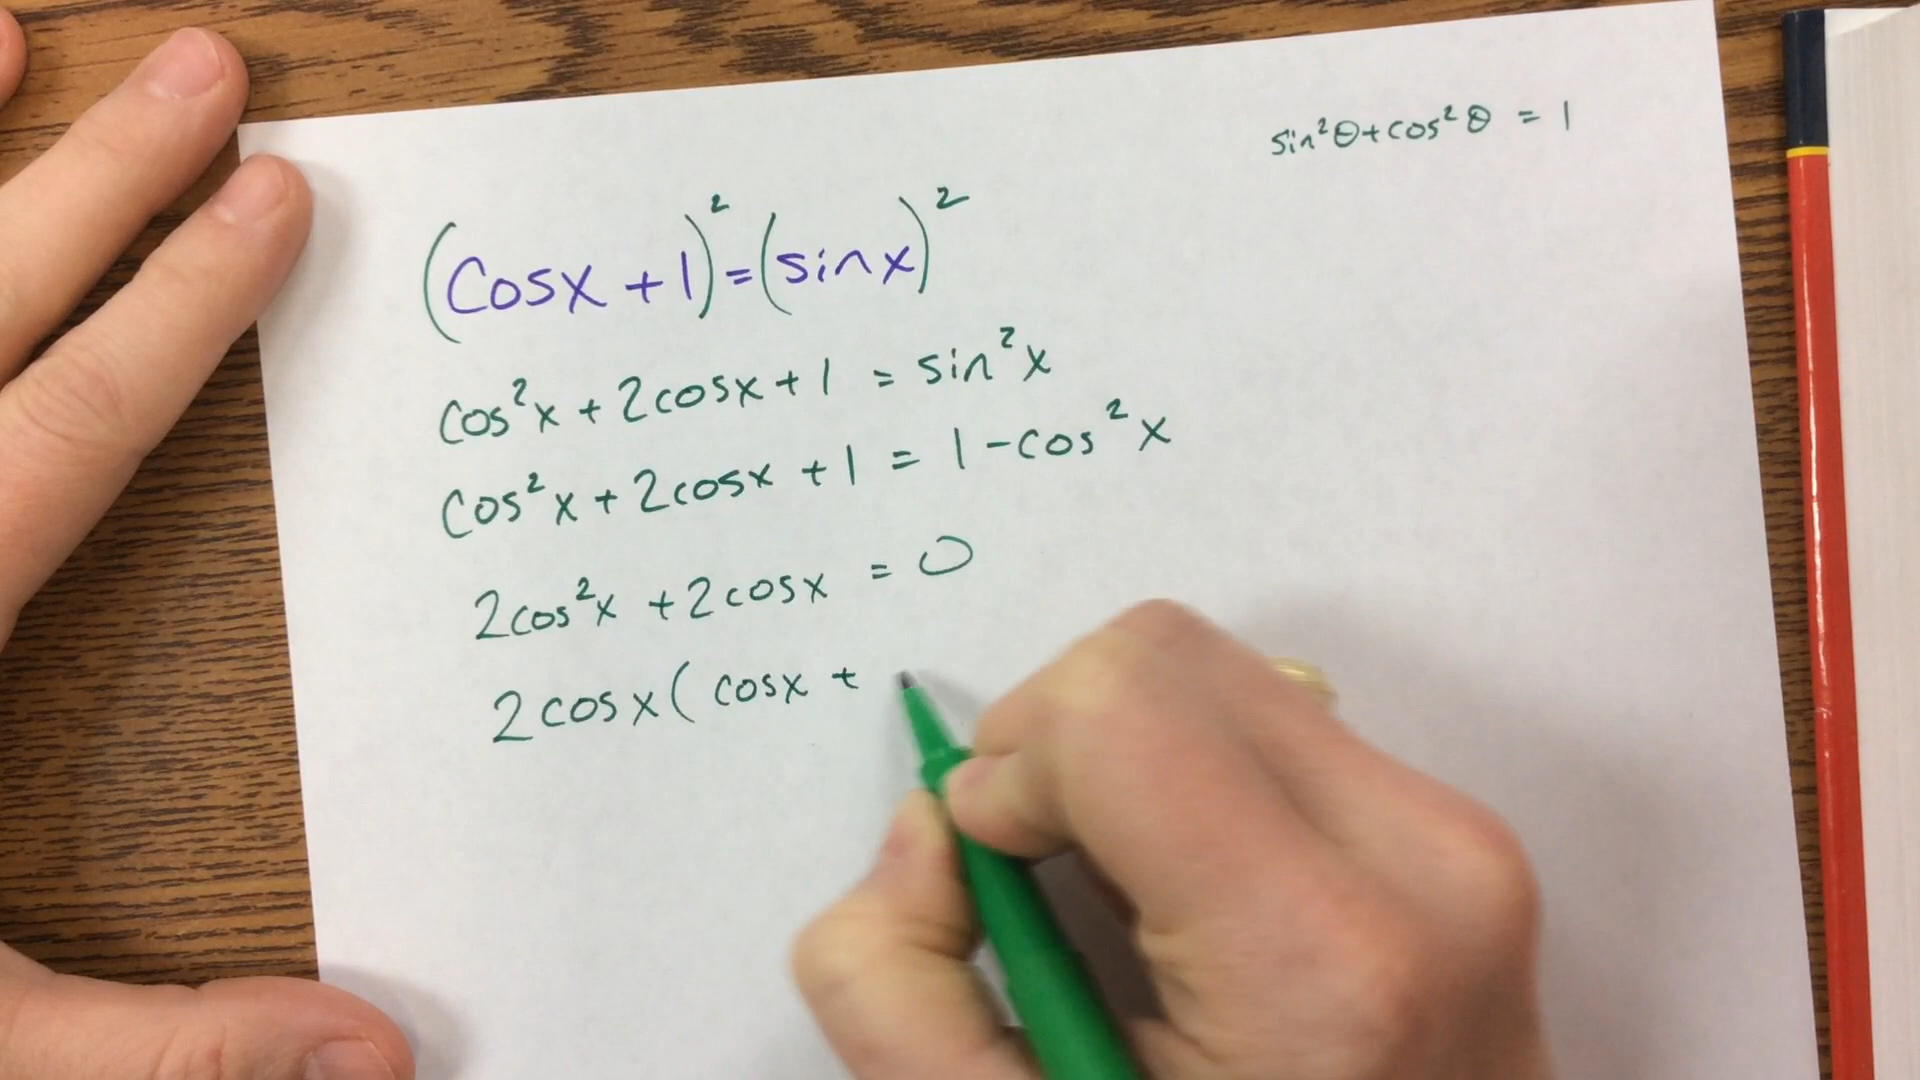 sin²θ+cos²θ = 1
(cosx + 1)² = (sinx)²
cos²x + 2cosx + 1 = sin²x
cos²x + 2cosx + 1 = 1 - cos²x
2cos²x + 2cosx = 0
2cosx( cosx +